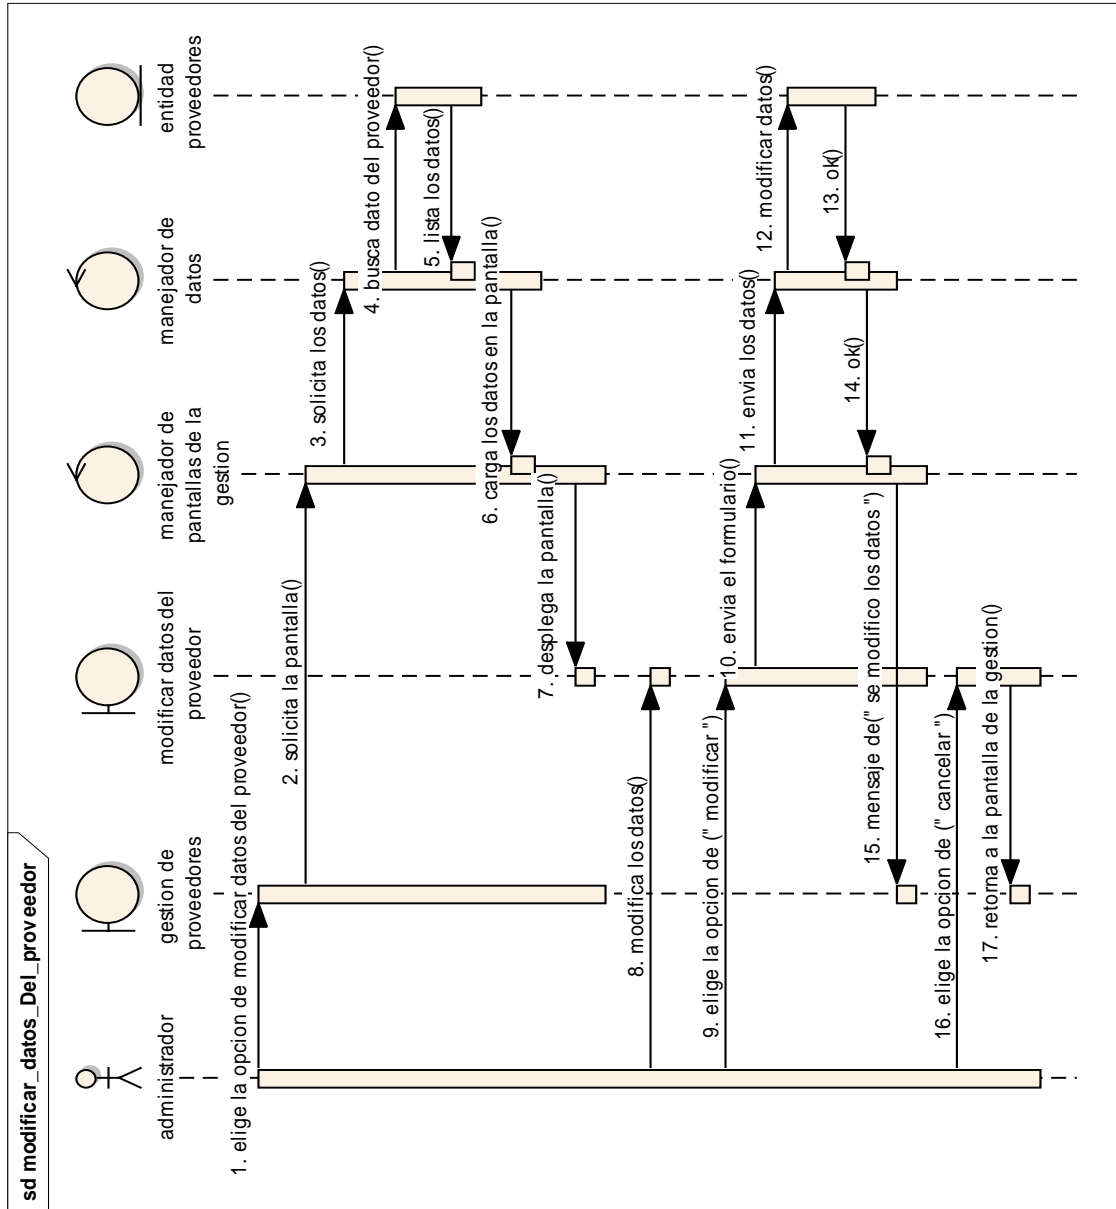 sd modificar_datos_Del_proveedor
administrador
gestion de
proveedores
modificar datos del
proveedor
manejador de
pantallas de la
gestion
manejador de
datos
entidad
proveedores
1. elige la opcion de modificar datos del proveedor()
2. solicita la pantalla()
3. solicita los datos()
4. busca dato del proveedor()
5. lista los datos()
6. carga los datos en la pantalla()
7. desplega la pantalla()
8. modifica los datos()
9. elige la opcion de (" modificar ")
10. envia el formulario()
11. envia los datos()
12. modificar datos()
13. ok()
14. ok()
15. mensaje de(" se modifico los datos ")
16. elige la opcion de (" cancelar ")
17. retorna a la pantalla de la gestion()